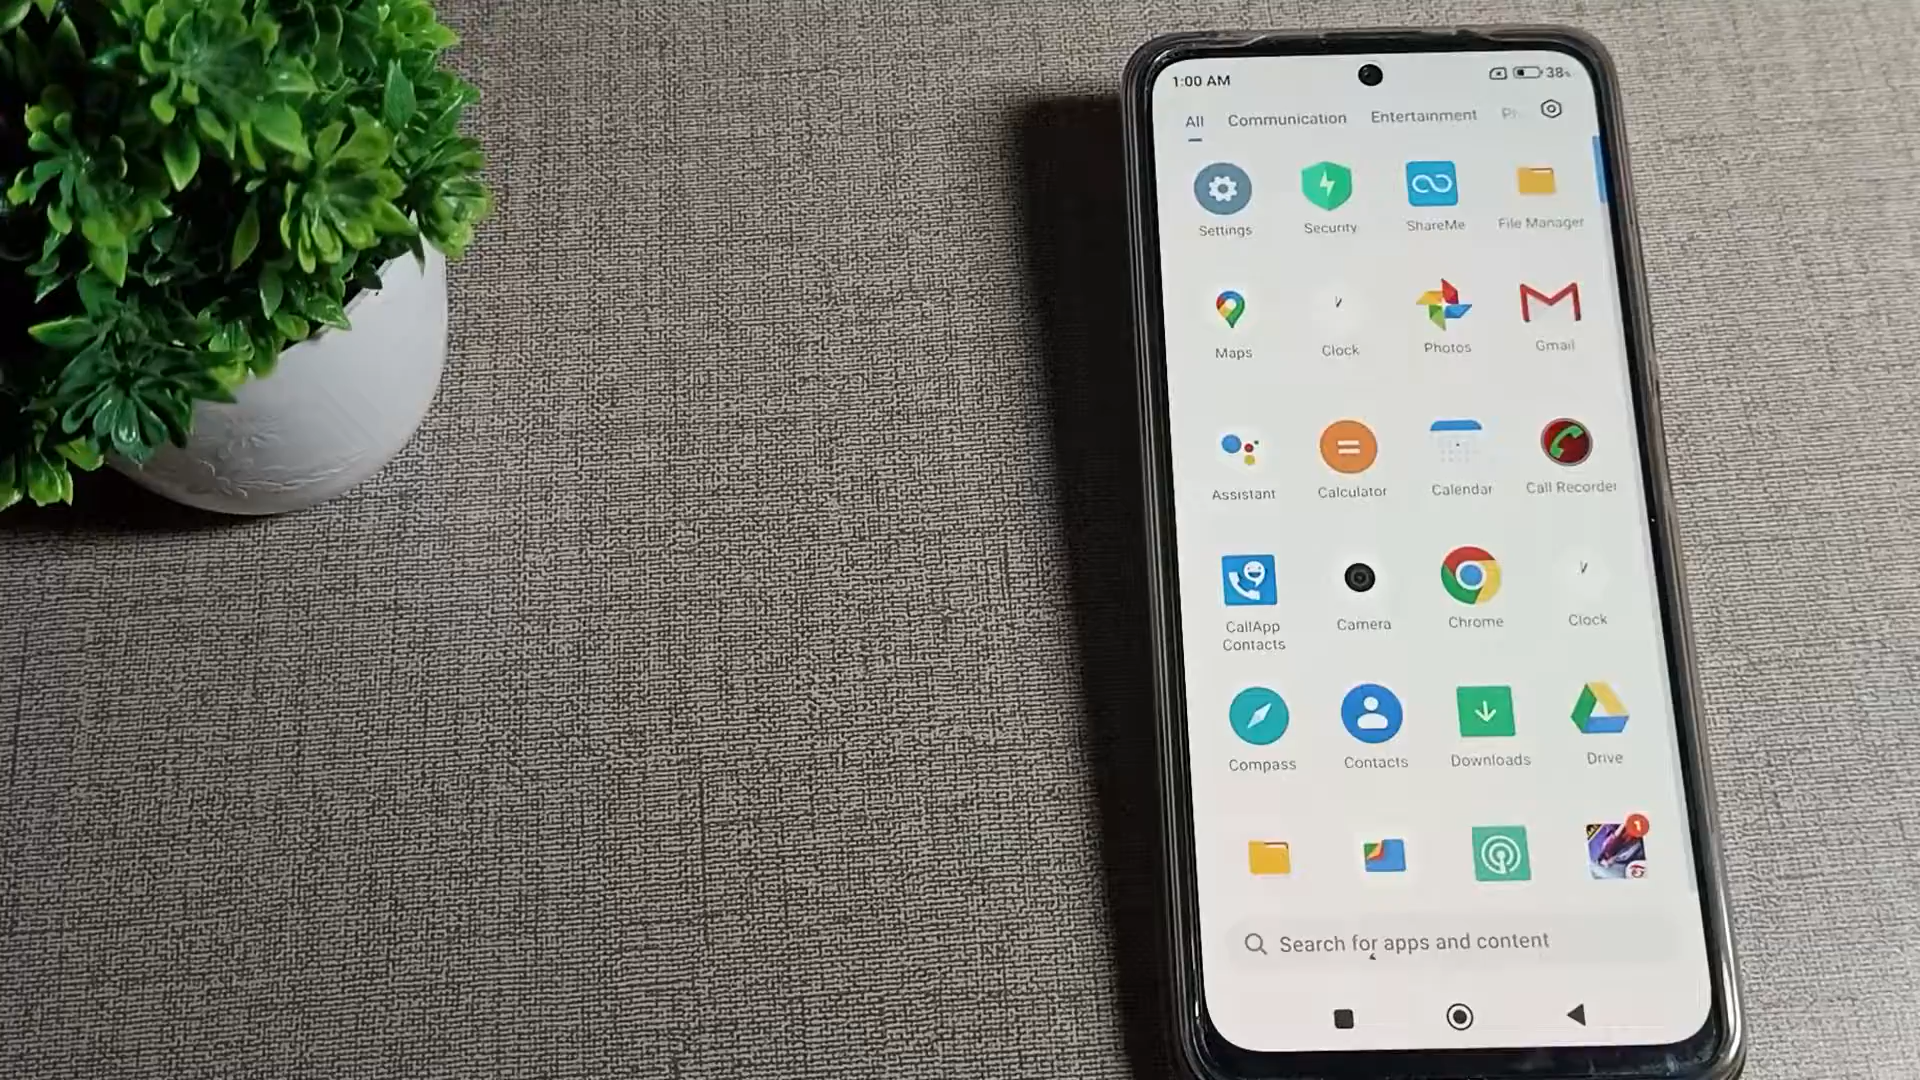 1:00 AM 38%
All Communication Entertainment
Settings Security ShareMe File Manager
Maps Clock Photos Gmail
Assistant Calculator Calendar Call Recorder
CallApp Contacts Camera Chrome Clock
Compass Contacts Downloads Drive
1
Search for apps and content